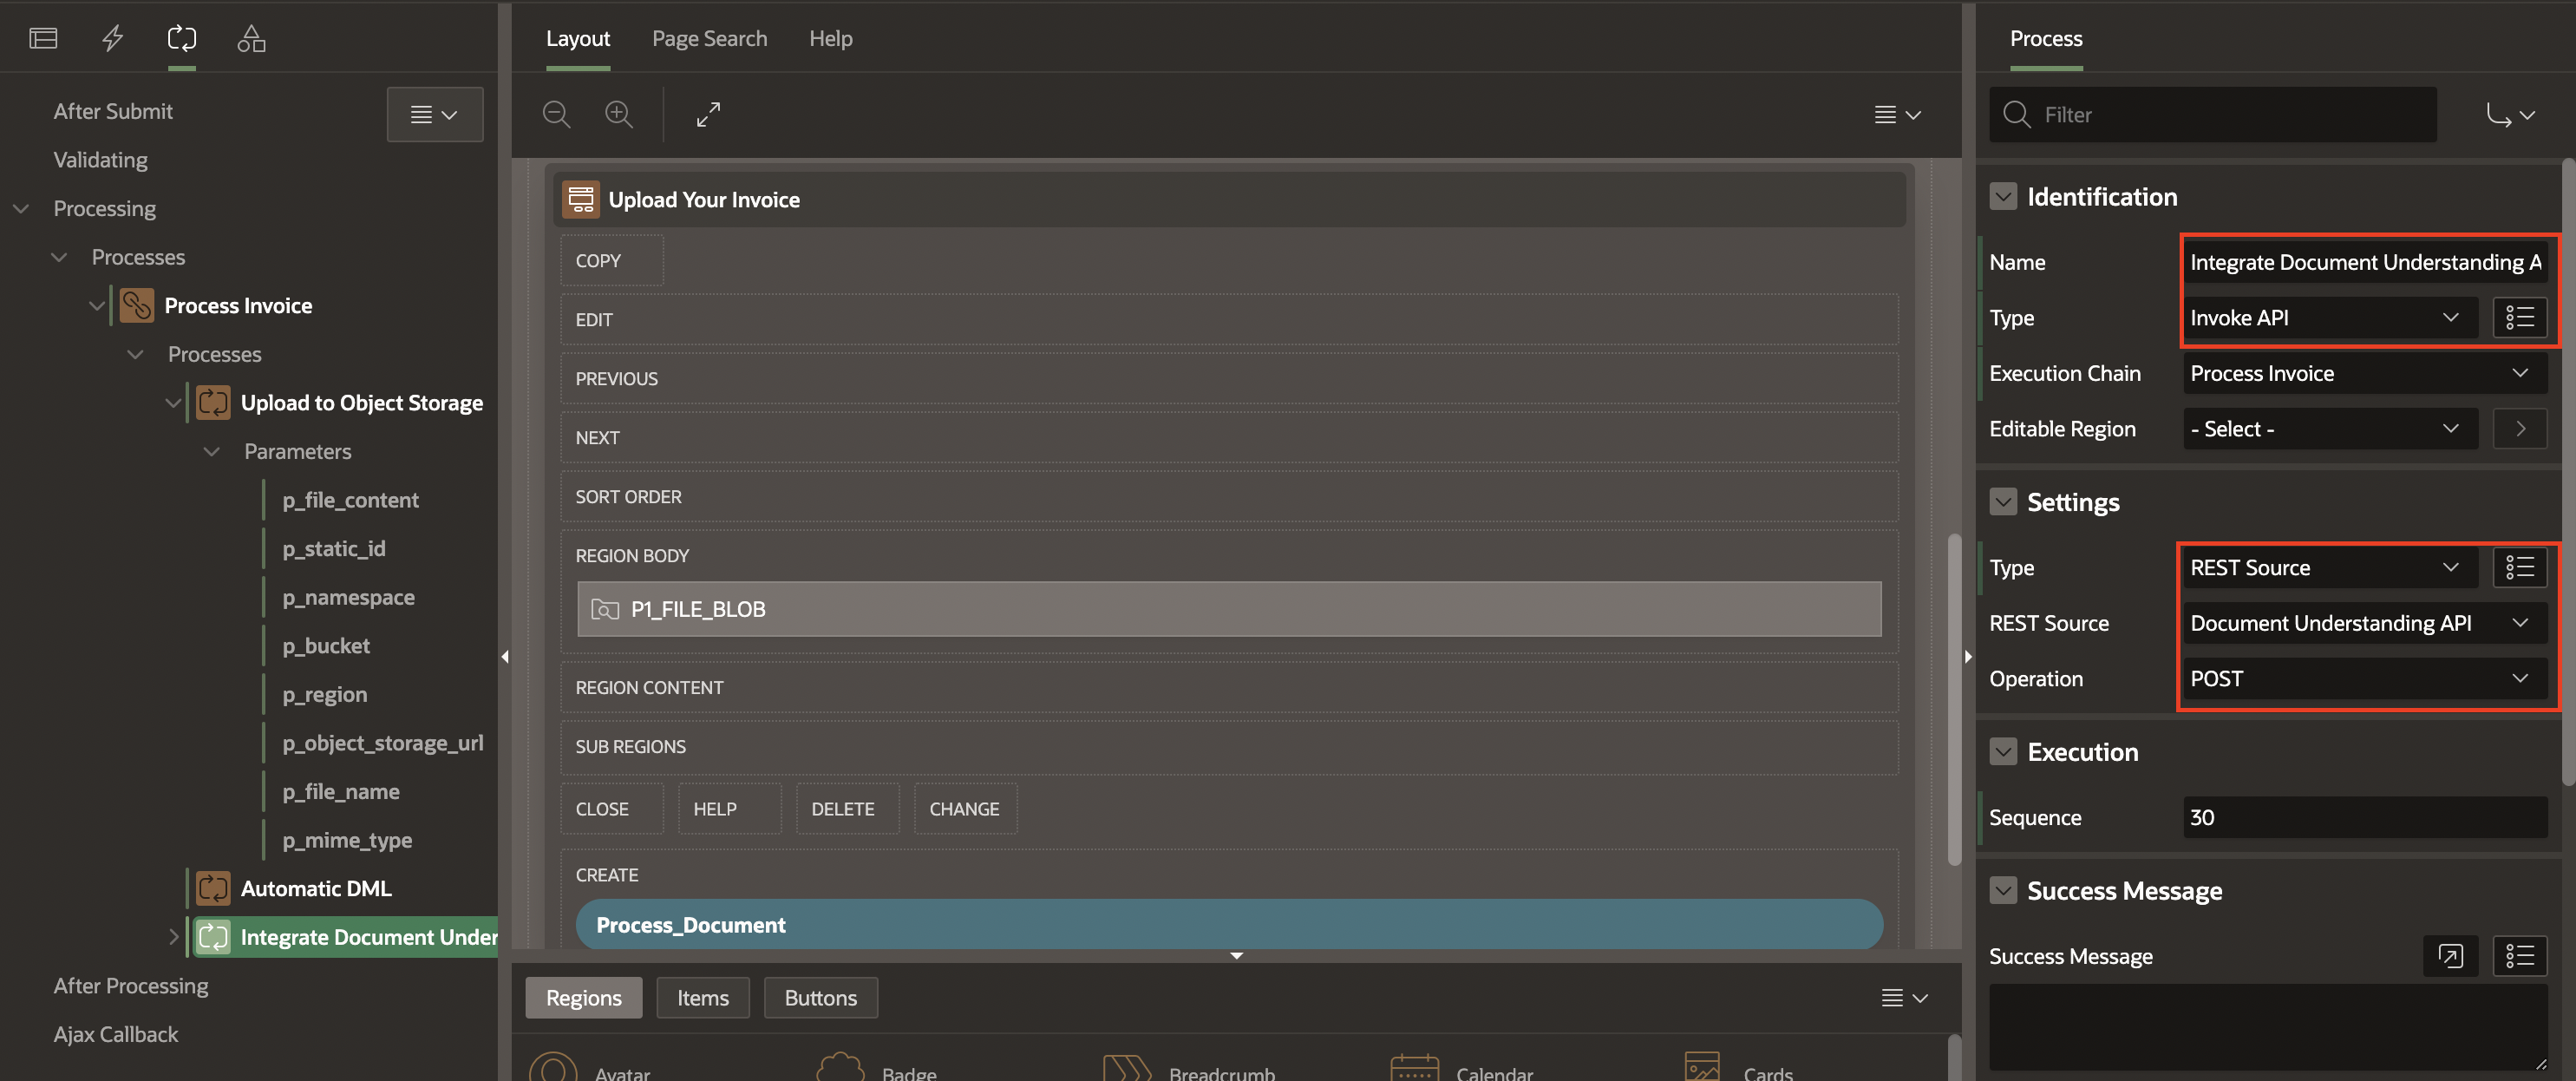 After Submit
Validating
Processing
Processes
Process Invoice
Processes
Upload to Object Storage
Parameters
p_file_content
p_static_id
p_namespace
p_bucket
p_region
p_object_storage_url
p_file_name
p_mime_type
Automatic DML
Integrate Document Under
After Processing
Ajax Callback
Layout Page Search Help
Upload Your Invoice
COPY
EDIT
PREVIOUS
NEXT
SORT ORDER
REGION BODY
P1_FILE_BLOB
REGION CONTENT
SUB REGIONS
CLOSE HELP DELETE CHANGE
CREATE
Process_Document
Regions Items Buttons
Avatar Badge Breadcrumb Calendar Cards
Process
Filter
Identification
Name Integrate Document Understanding A
Type Invoke API
Execution Chain Process Invoice
Editable Region - Select -
Settings
Type REST Source
REST Source Document Understanding API
Operation POST
Execution
Sequence 30
Success Message
Success Message